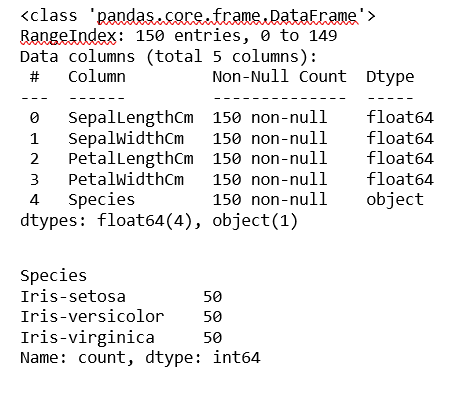 <class 'pandas.core.frame.DataFrame'>
RangeIndex: 150 entries, 0 to 149
Data columns (total 5 columns):
 #   Column         Non-Null Count  Dtype
---  ------         --------------  -----
 0   SepalLengthCm  150 non-null    float64
 1   SepalWidthCm   150 non-null    float64
 2   PetalLengthCm  150 non-null    float64
 3   PetalWidthCm   150 non-null    float64
 4   Species        150 non-null    object
dtypes: float64(4), object(1)
Species
Iris-setosa        50
Iris-versicolor    50
Iris-virginica     50
Name: count, dtype: int64